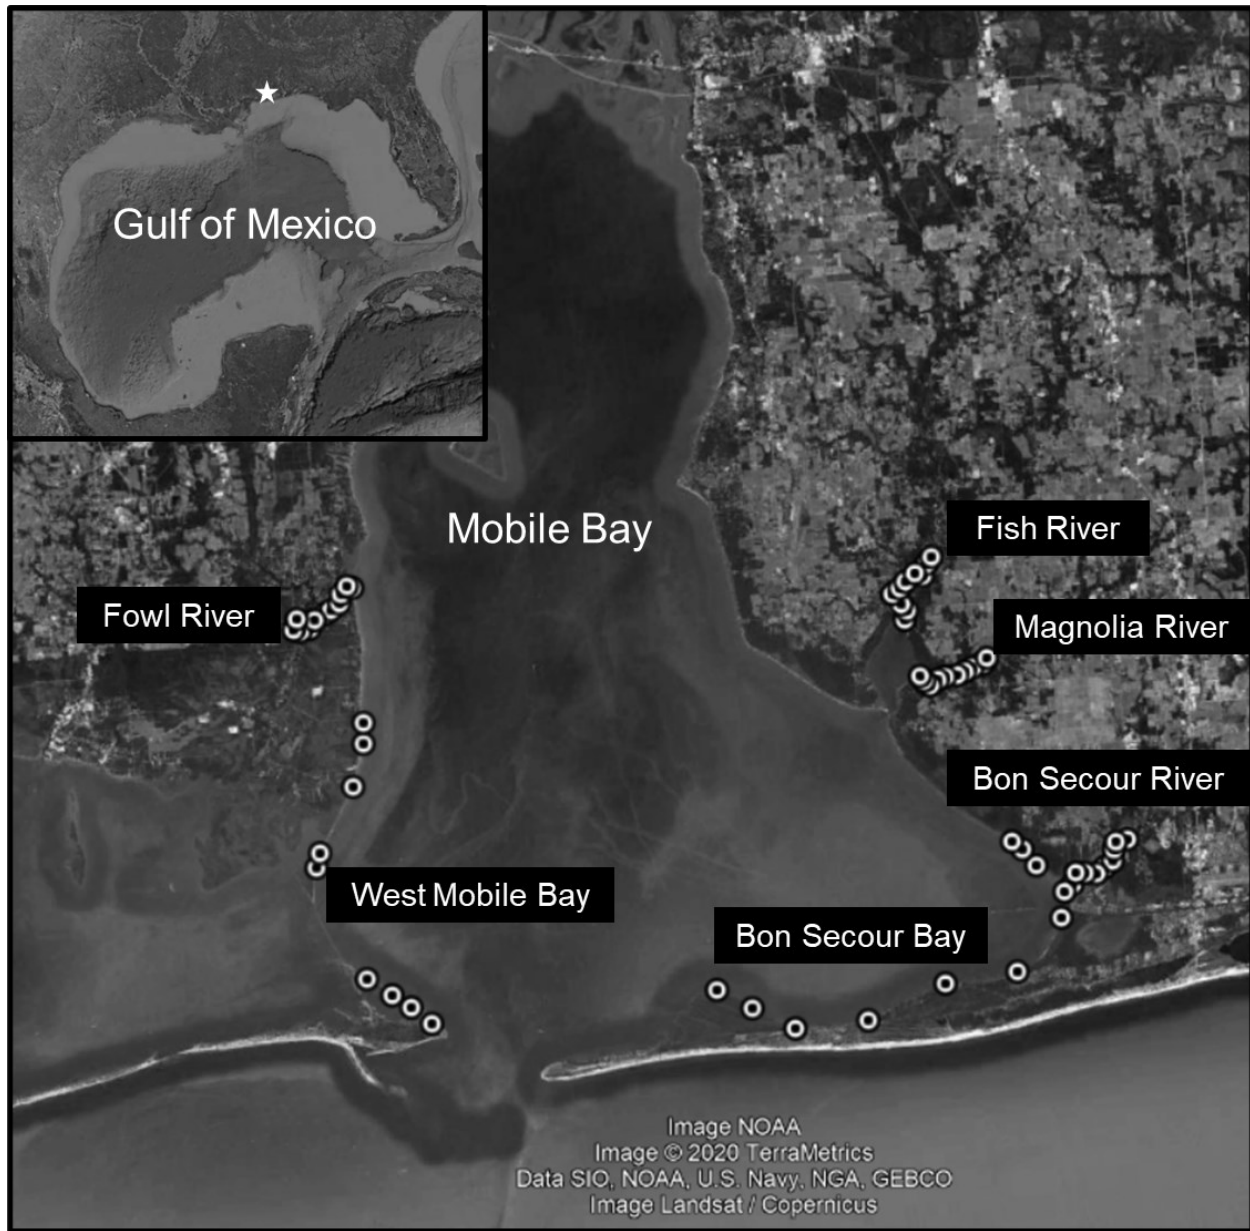 Gulf of Mexico
Mobile Bay
Fish River
Fowl River
Magnolia River
Bon Secour River
West Mobile Bay
Bon Secour Bay
Image NOAA
Image © 2020 TerraMetrics
Data SIO, NOAA, U.S. Navy, NGA, GEBCO
Image Landsat / Copernicus